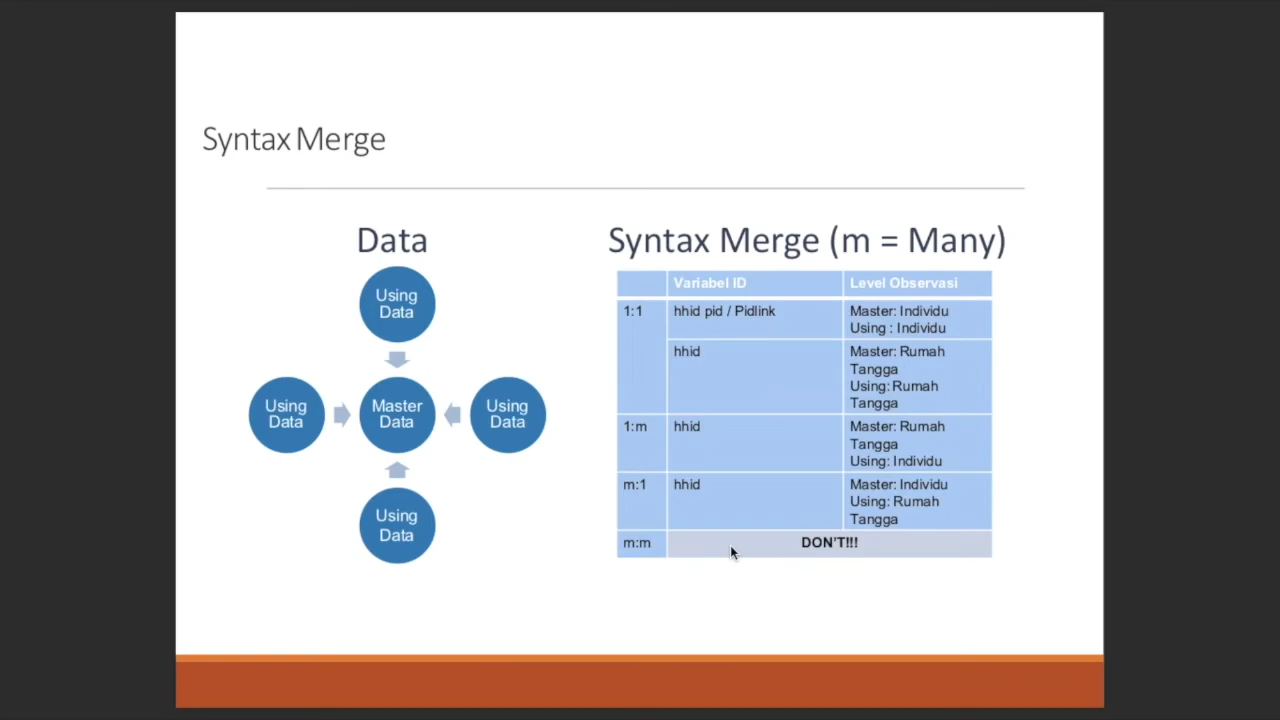 Syntax Merge
Data
Using
Data
Using
Data
Master
Data
Using
Data
Using
Data
Syntax Merge (m = Many)
Variabel ID
Level Observasi
1:1
hhid pid / Pidlink
Master: Individu
Using : Individu
hhid
Master: Rumah
Tangga
Using: Rumah
Tangga
1:m
hhid
Master: Rumah
Tangga
Using: Individu
m:1
hhid
Master: Individu
Using: Rumah
Tangga
m:m
DON'T!!!